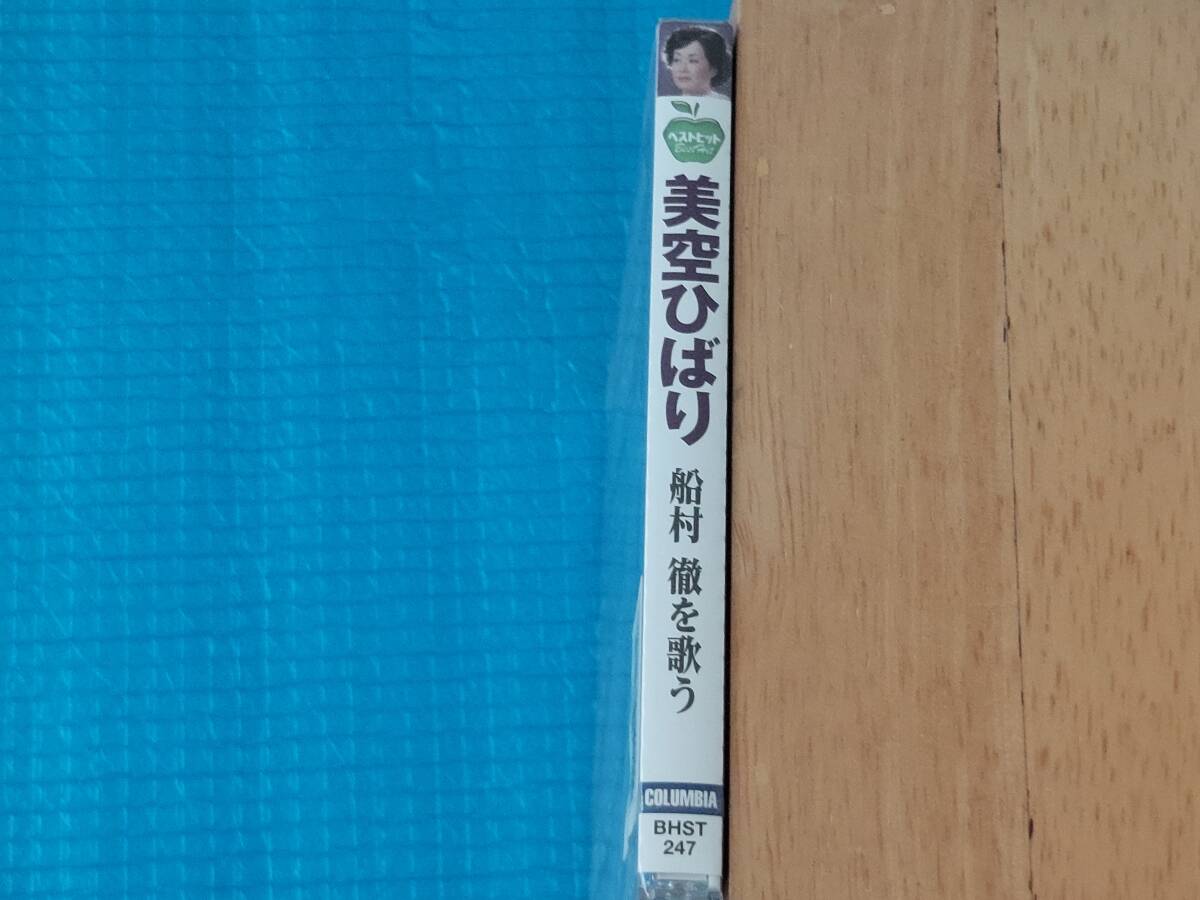 ベストヒット
Best Hit
美空ひばり
船村 徹を歌う
COLUMBIA
BHST
247